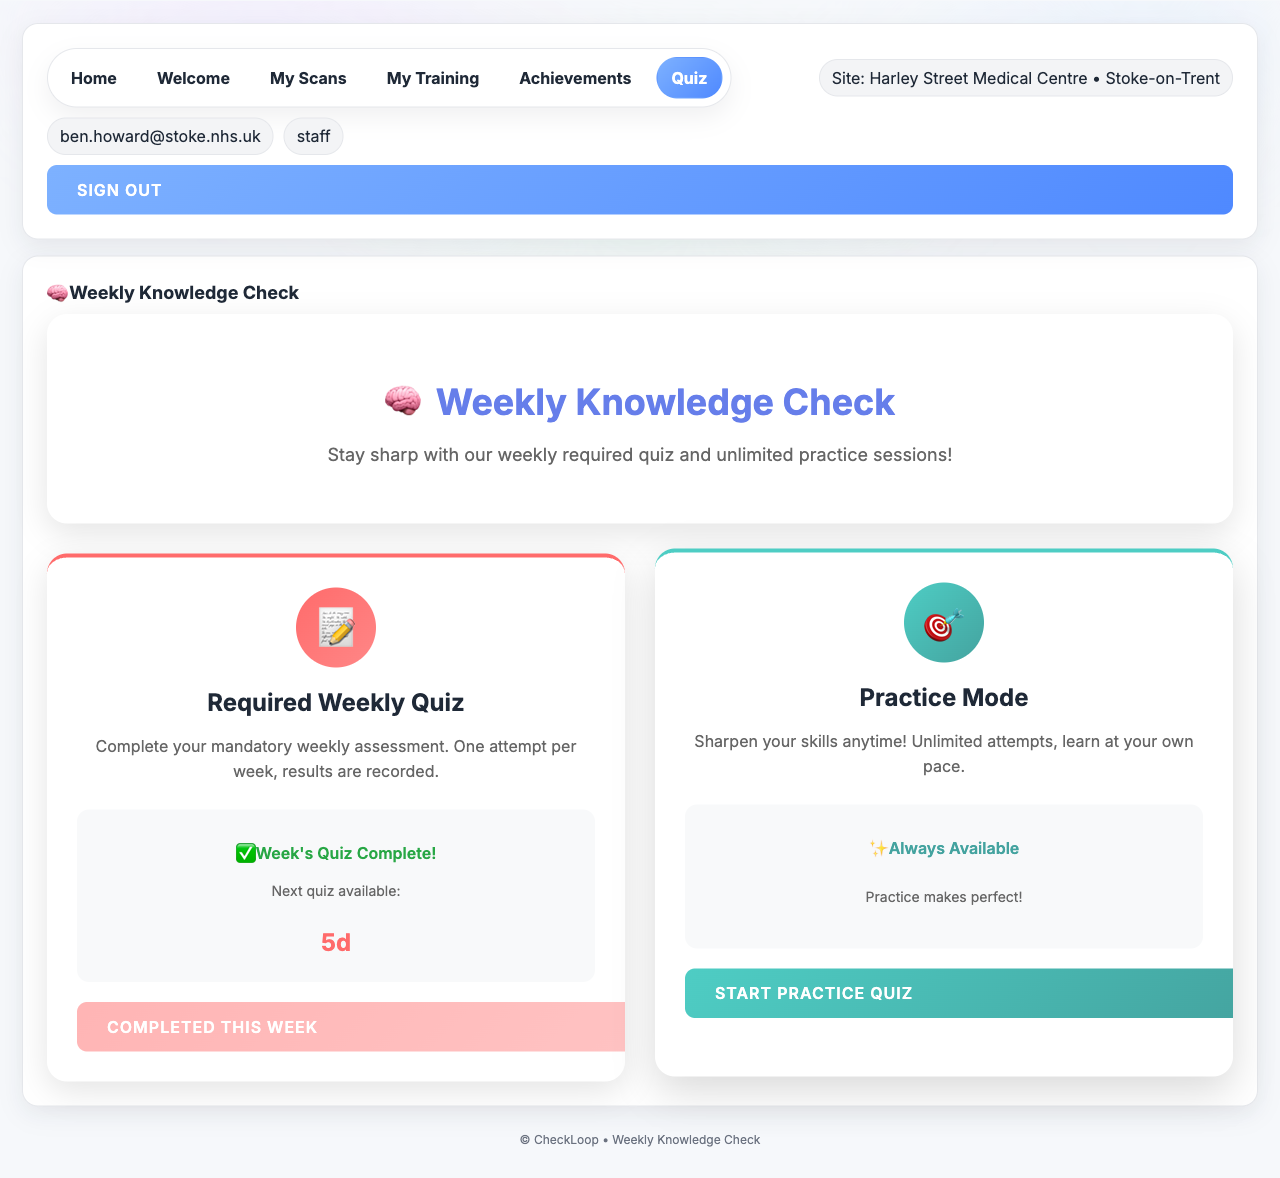 Home Welcome My Scans My Training Achievements Quiz
Site: Harley Street Medical Centre • Stoke-on-Trent
ben.howard@stoke.nhs.uk staff
SIGN OUT
🧠Weekly Knowledge Check
🧠 Weekly Knowledge Check
Stay sharp with our weekly required quiz and unlimited practice sessions!
Required Weekly Quiz
Complete your mandatory weekly assessment. One attempt per
week, results are recorded.
✅Week's Quiz Complete!
Next quiz available:
5d
COMPLETED THIS WEEK
Practice Mode
Sharpen your skills anytime! Unlimited attempts, learn at your own
pace.
✨Always Available
Practice makes perfect!
START PRACTICE QUIZ
© CheckLoop • Weekly Knowledge Check